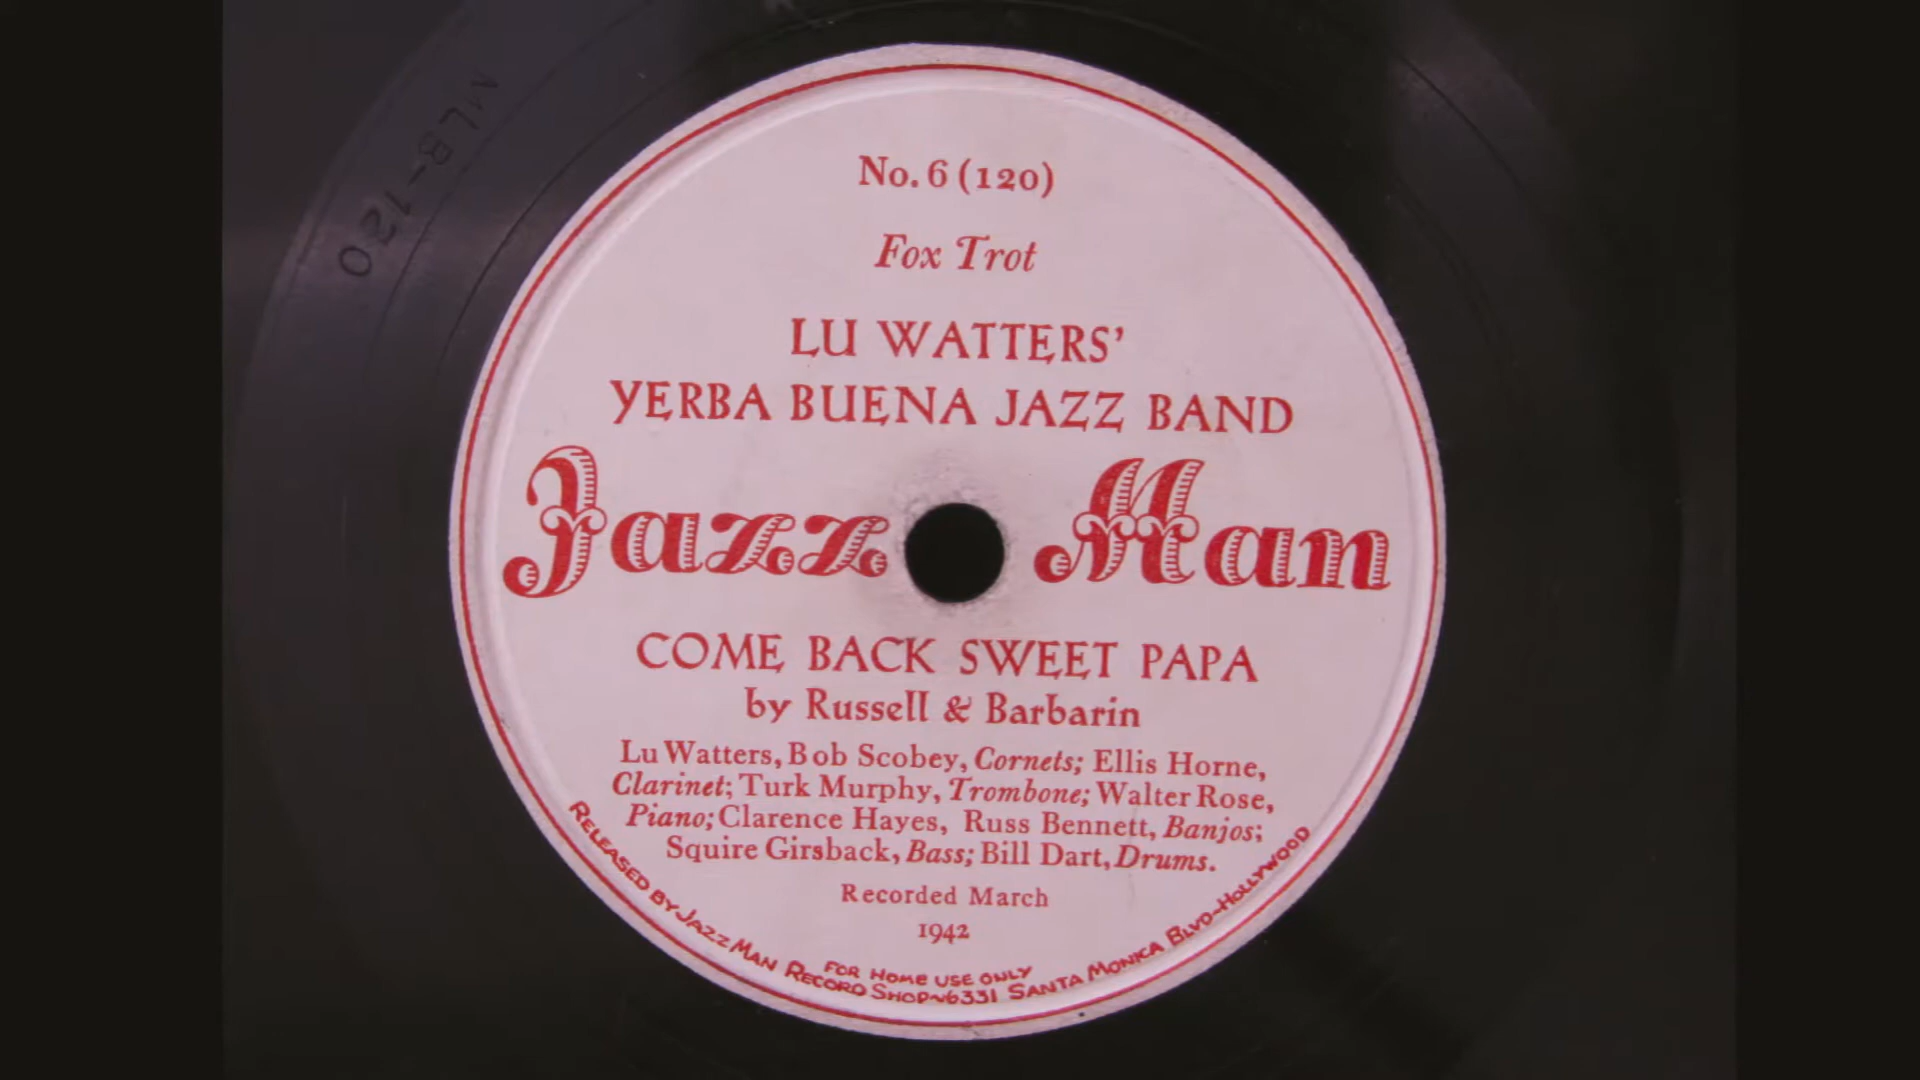 MLB-120
No. 6 (120)
Fox Trot
LU WATTERS'
YERBA BUENA JAZZ BAND
Jazz Man
COME BACK SWEET PAPA
by Russell & Barbarin
Lu Watters, Bob Scobey, Cornets; Ellis Horne,
Clarinet; Turk Murphy, Trombone; Walter Rose,
Piano; Clarence Hayes, Russ Bennett, Banjos;
Squire Girsback, Bass; Bill Dart, Drums.
Recorded March
1942
FOR HOME USE ONLY
RELEASED BY JAZZ MAN RECORD SHOP~6331 SANTA MONICA BLVD~HOLLYWOOD